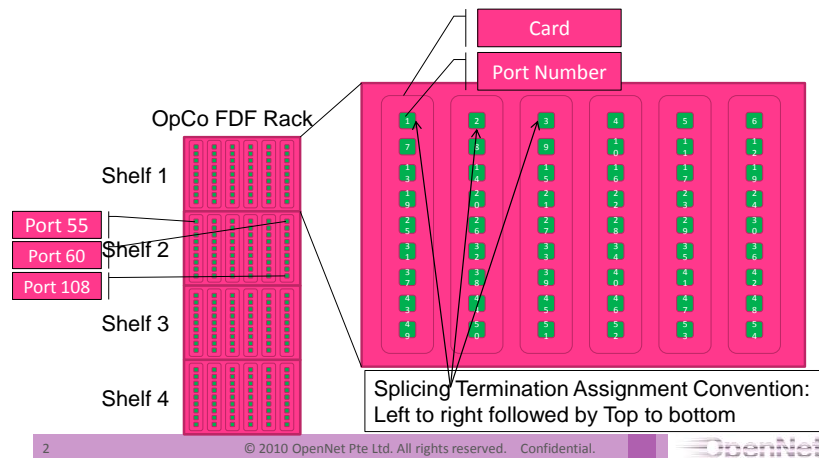 Card
Port Number
OpCo FDF Rack
Shelf 1
Shelf 2
Shelf 3
Shelf 4
Port 55
Port 60
Port 108
1 2 3 4 5 6
7 8 9 10 11 12
13 14 15 16 17 19
19 20 21 22 23 24
25 26 27 28 29 30
31 32 33 34 35 36
37 38 39 40 41 42
43 44 45 46 47 48
49 50 51 52 53 54
Splicing Termination Assignment Convention:
Left to right followed by Top to bottom
2 © 2010 OpenNet Pte Ltd. All rights reserved. Confidential.
OpenNet